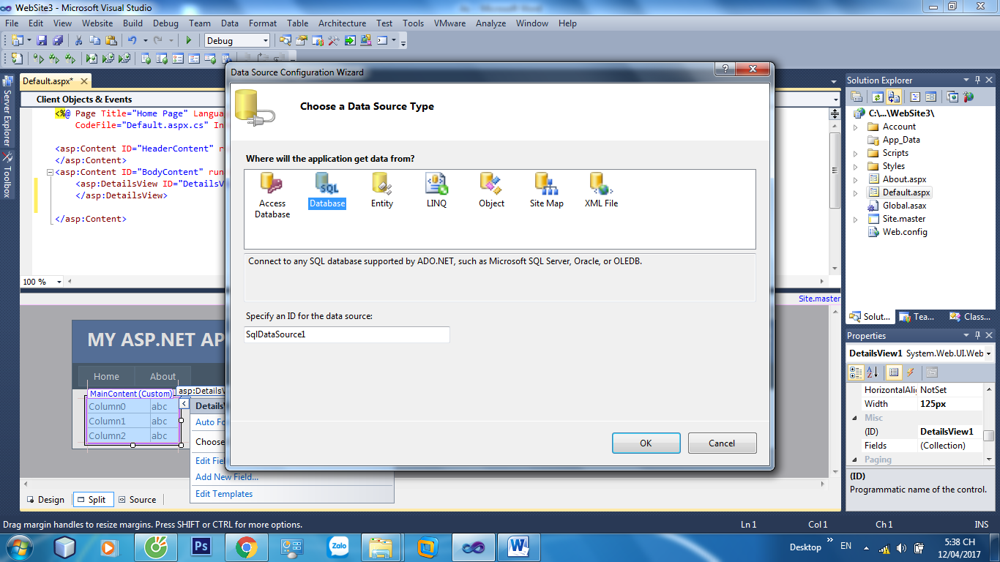 WebSite3 - Microsoft Visual Studio
File Edit View Website Build Debug Team Data Format Table Architecture Test Tools VMware Analyze Window Help
Debug
Server Explorer
Toolbox
Default.aspx*
Client Objects & Events
<%@ Page Title="Home Page" Langua
CodeFile="Default.aspx.cs" In
<asp:Content ID="HeaderContent" r
</asp:Content>
<asp:Content ID="BodyContent" run
<asp:DetailsView ID="DetailsV
</asp:DetailsView>
</asp:Content>
100 %
Site.master
MY ASP.NET AP
Home About
MainContent (Custom)
asp:DetailsV
Column0 abc
Column1 abc
Column2 abc
DetailsV
Auto Fo
Choose
Edit Fiel
Add New Field...
Edit Templates
Design Split Source
Data Source Configuration Wizard
Choose a Data Source Type
Where will the application get data from?
Access Database
SQL
Database
Entity
LINQ
Object
Site Map
XML File
Connect to any SQL database supported by ADO.NET, such as Microsoft SQL Server, Oracle, or OLEDB.
Specify an ID for the data source:
SqlDataSource1
OK Cancel
Solution Explorer
C:\...\WebSite3\
Account
App_Data
Scripts
Styles
About.aspx
Default.aspx
Global.asax
Site.master
Web.config
Solut... Tea... Class...
Properties
DetailsView1 System.Web.UI.Web
HorizontalAli NotSet
Width 125px
Misc
(ID) DetailsView1
Fields (Collection)
Paging
(ID)
Programmatic name of the control.
Drag margin handles to resize margins. Press SHIFT or CTRL for more options.
Ln 1 Col 1 Ch 1 INS
Ps
Zalo
W
Desktop
EN
5:38 CH
12/04/2017